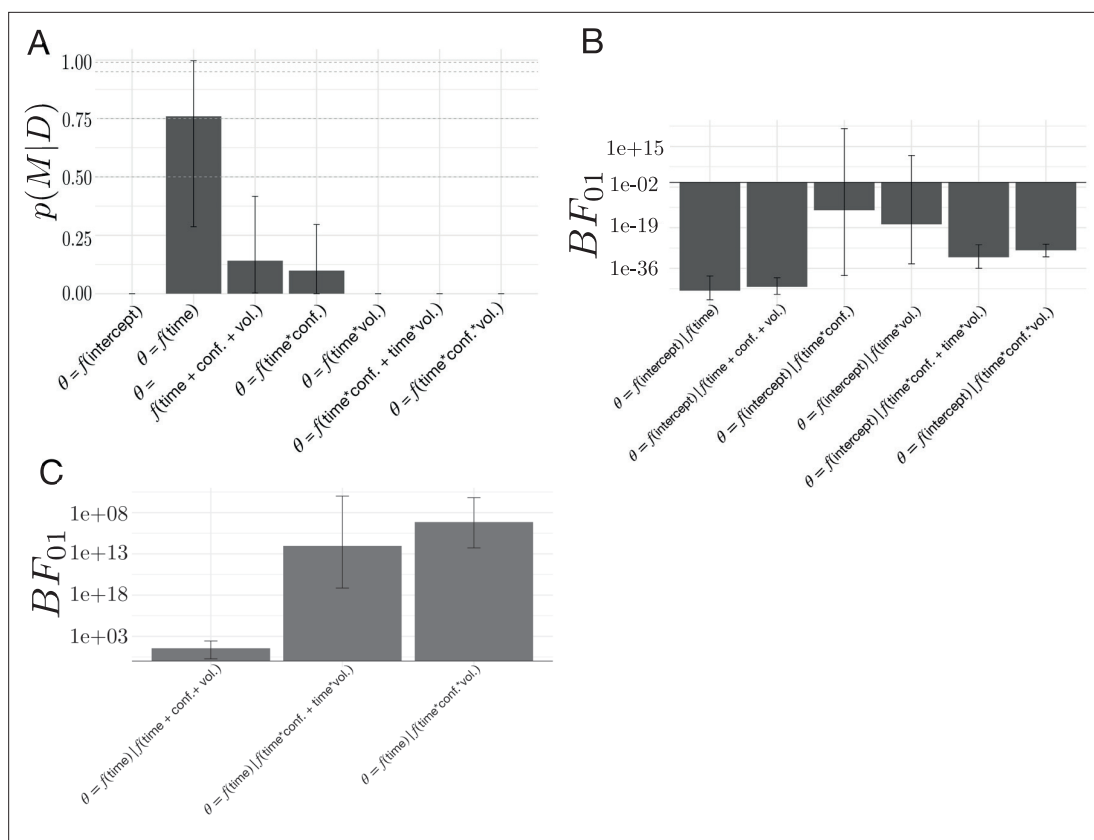 A
1.00
0.75
0.50
0.25
0.00
p(M|D)
θ = f(intercept)
θ = f(time)
θ =
f(time + conf. + vol.)
θ = f(time*conf.)
θ = f(time*vol.)
θ = f(time*conf. + time*vol.)
θ = f(time*conf.*vol.)
B
1e+15
1e-02
1e-19
1e-36
BF01
θ = f(intercept) | f(time)
θ = f(intercept) | f(time + conf. + vol.)
θ = f(intercept) | f(time*conf.)
θ = f(intercept) | f(time*vol.)
θ = f(intercept) | f(time*conf. + time*vol.)
θ = f(intercept) | f(time*conf.*vol.)
C
1e+08
1e+13
1e+18
1e+03
BF01
θ = f(time) | f(time + conf.+ vol.)
θ = f(time) | f(time*conf. + time*vol.)
θ = f(time) | f(time*conf.*vol.)